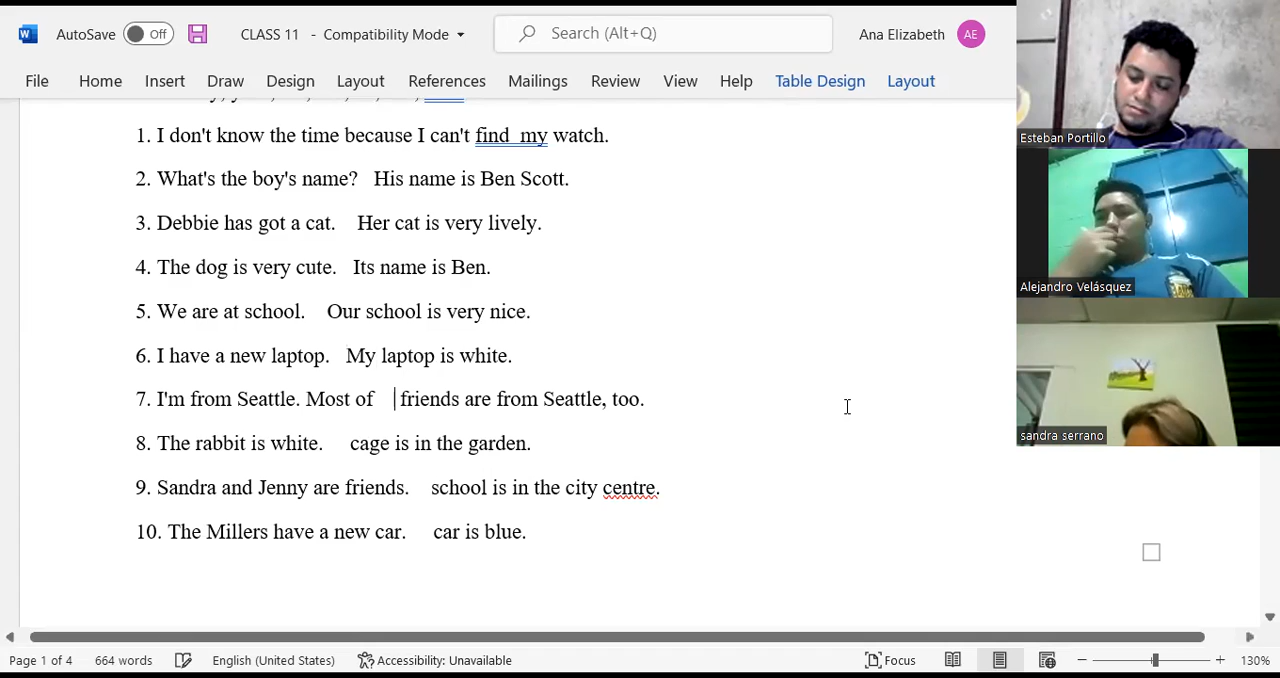 AutoSave Off CLASS 11 - Compatibility Mode Search (Alt+Q) Ana Elizabeth AE
File Home Insert Draw Design Layout References Mailings Review View Help Table Design Layout
1. I don't know the time because I can't find  my watch.
2. What's the boy's name?   His name is Ben Scott.
3. Debbie has got a cat.    Her cat is very lively.
4. The dog is very cute.   Its name is Ben.
5. We are at school.    Our school is very nice.
6. I have a new laptop.   My laptop is white.
7. I'm from Seattle. Most of    friends are from Seattle, too.
8. The rabbit is white.     cage is in the garden.
9. Sandra and Jenny are friends.    school is in the city centre.
10. The Millers have a new car.     car is blue.
Esteban Portillo
Alejandro Velásquez
sandra serrano
Page 1 of 4 664 words English (United States) Accessibility: Unavailable Focus 130%